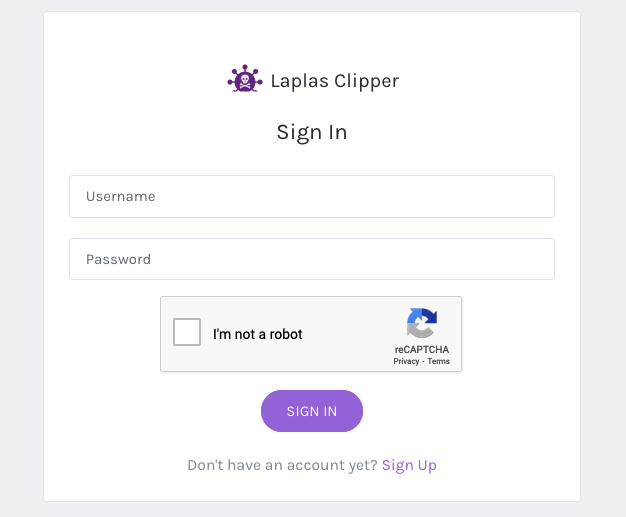 Laplas Clipper
Sign In
Username
Password
I'm not a robot
reCAPTCHA
Privacy - Terms
SIGN IN
Don't have an account yet? Sign Up